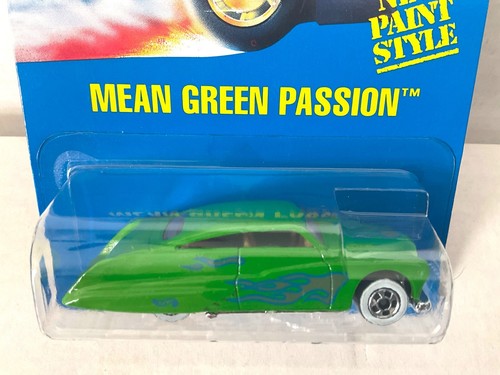 NEW
PAINT
STYLE
MEAN GREEN PASSION™